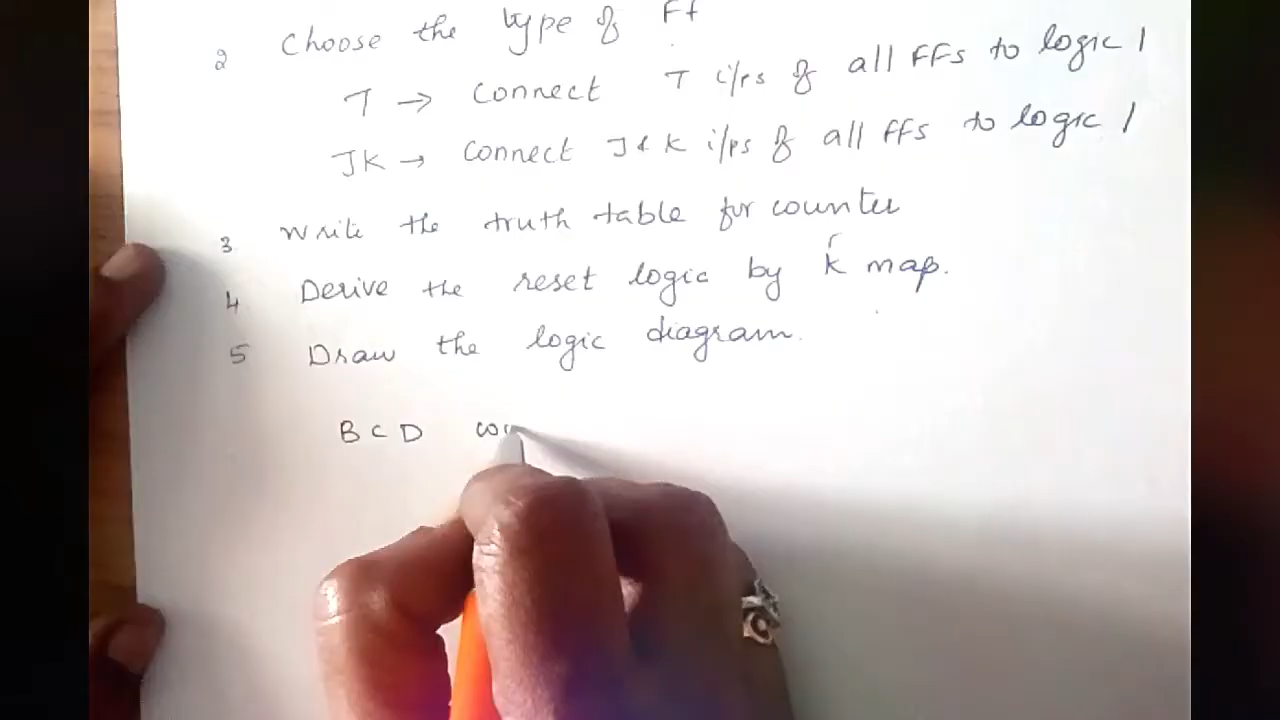 2 Choose the type of Ff
T → Connect T i/ps of all FFs to logic 1
JK → Connect J & K i/ps of all ffs to logic 1
3 Write the truth table for counter
4 Derive the reset logic by K map.
5 Draw the logic diagram.
BCD cou